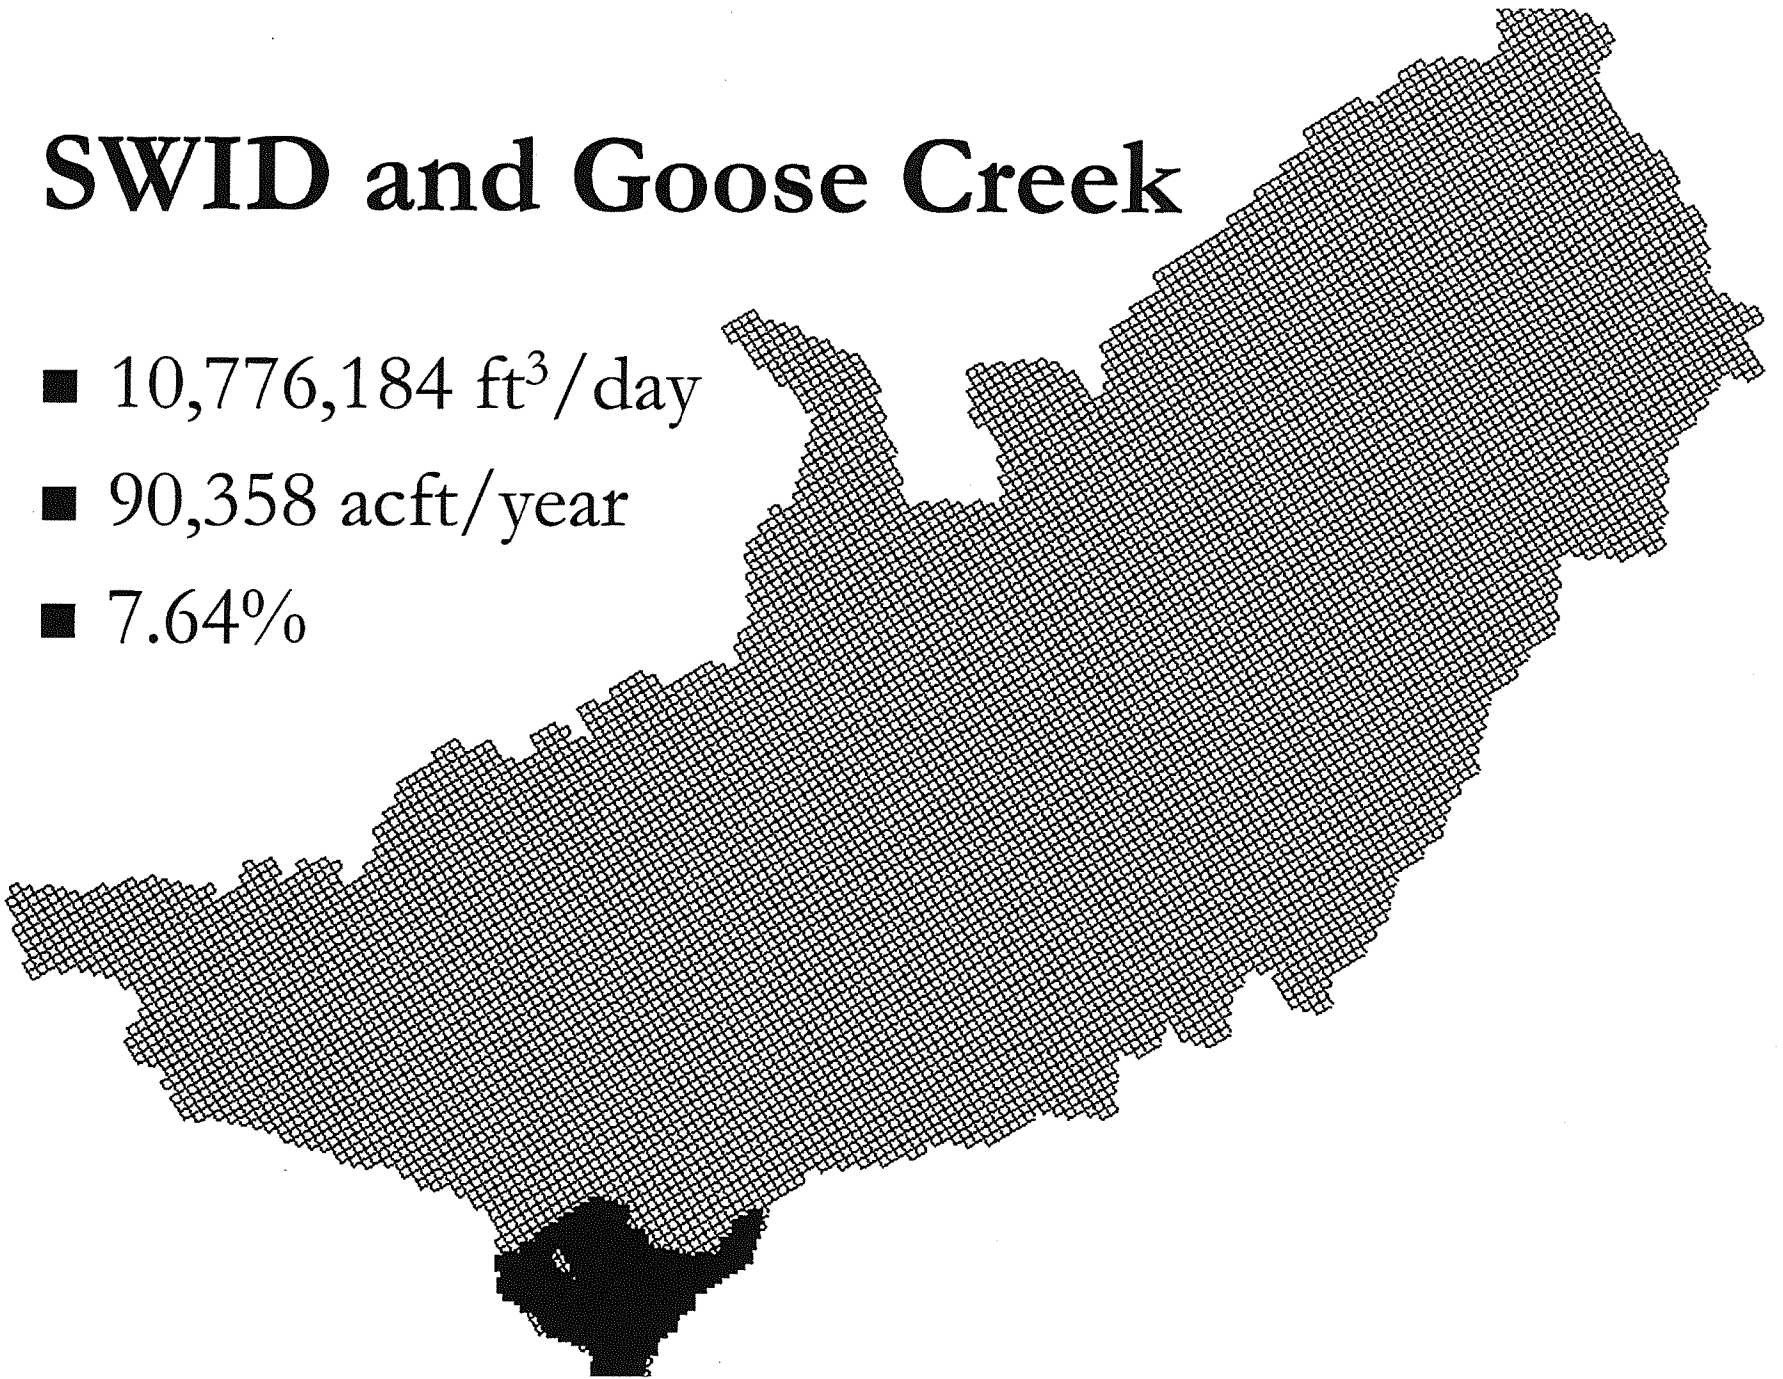 SWID and Goose Creek
■ 10,776,184 ft³/day
■ 90,358 acft/year
■ 7.64%